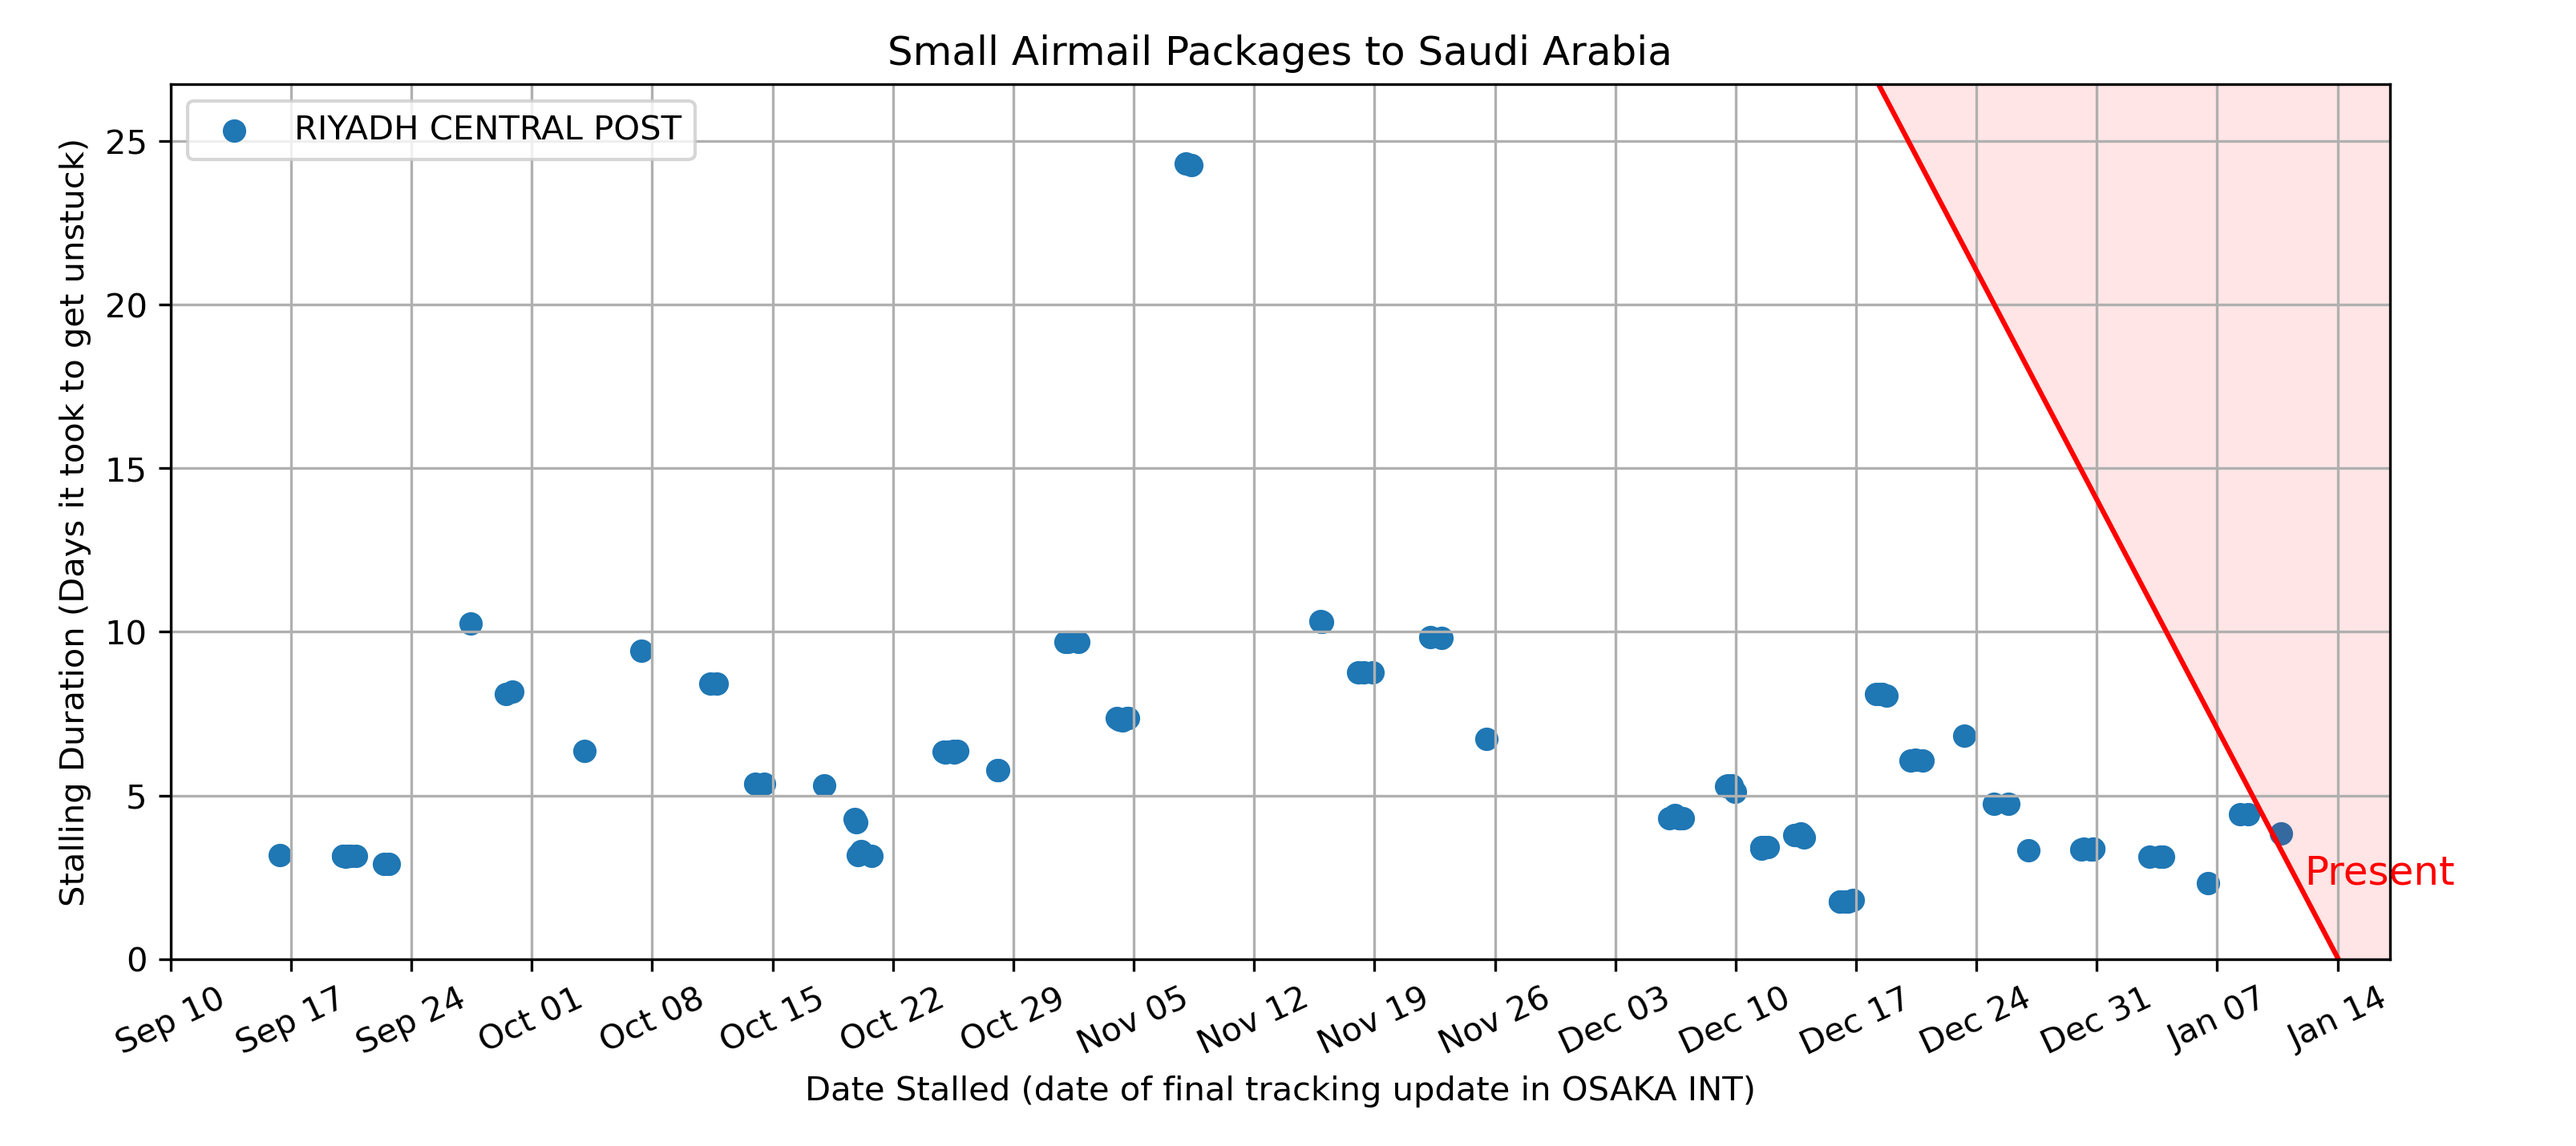 Small Airmail Packages to Saudi Arabia
RIYADH CENTRAL POST
Stalling Duration (Days it took to get unstuck)
25
20
15
10
5
0
Present
Sep 10
Sep 17
Sep 24
Oct 01
Oct 08
Oct 15
Oct 22
Oct 29
Nov 05
Nov 12
Nov 19
Nov 26
Dec 03
Dec 10
Dec 17
Dec 24
Dec 31
Jan 07
Jan 14
Date Stalled (date of final tracking update in OSAKA INT)